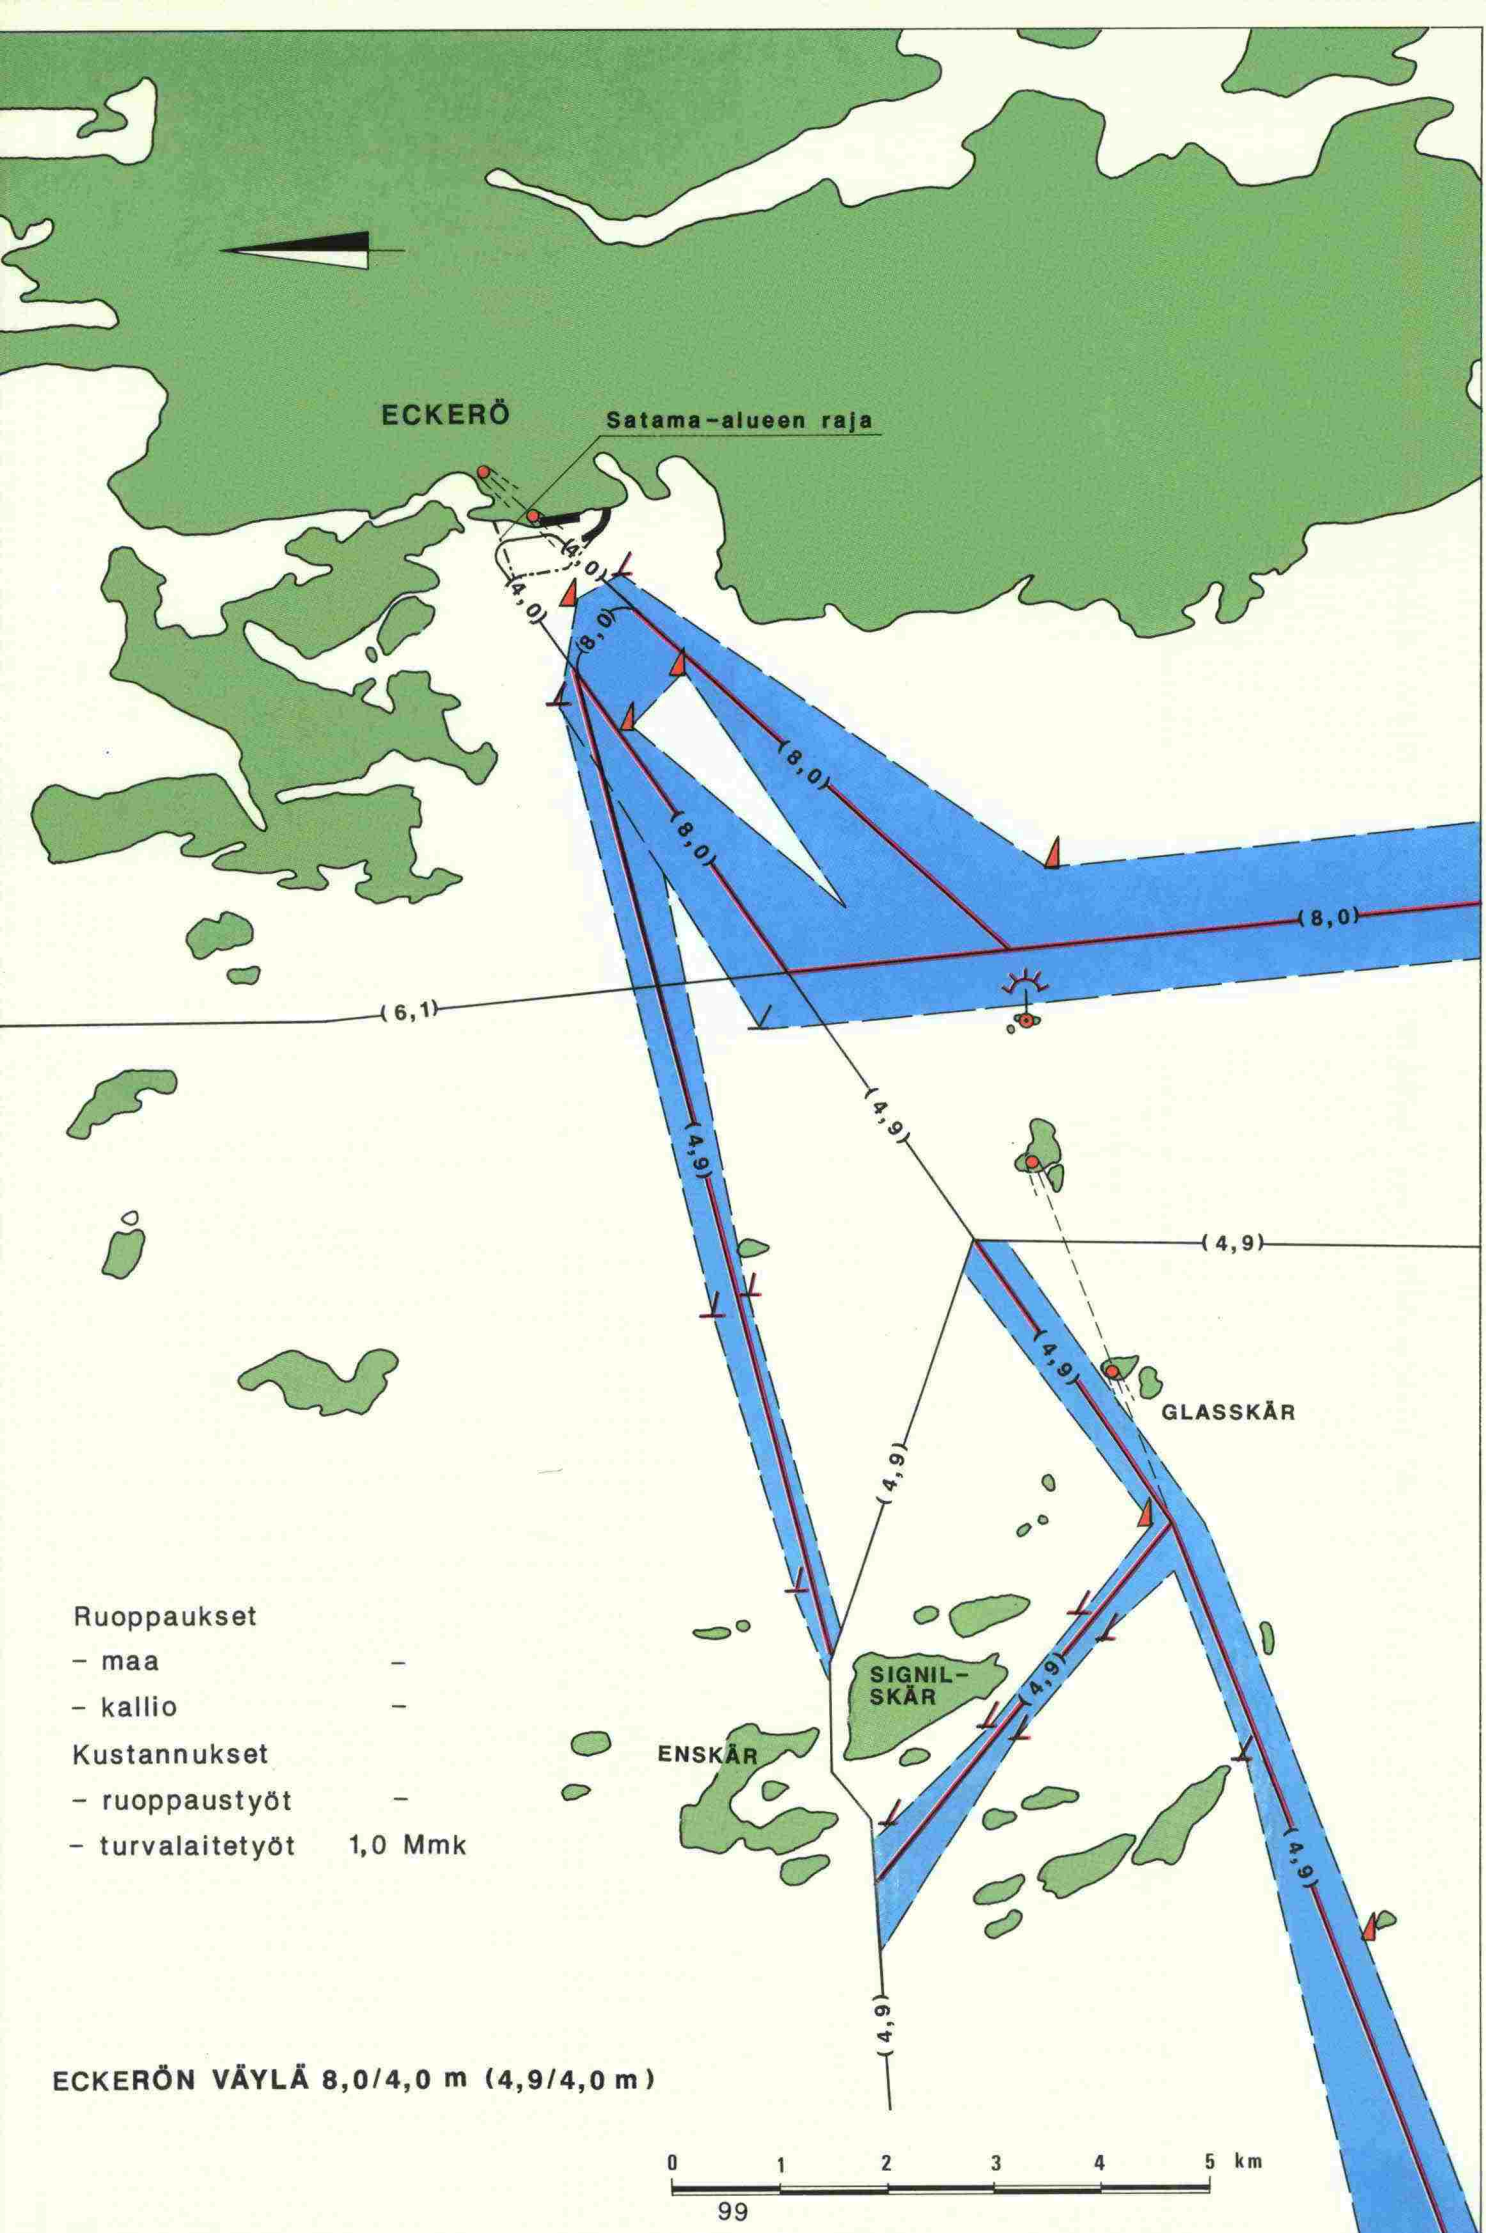 ECKERÖ
Satama-alueen raja
(4,0)
(4,0)
(8,0)
(8,0)
(8,0)
(8,0)
(6,1)
(4,9)
(4,9)
(4,9)
(4,9)
GLASSKÄR
(4,9)
Ruoppaukset
- maa -
- kallio -
Kustannukset
- ruoppaustyöt -
- turvalaitetyöt 1,0 Mmk
SIGNIL-
SKÄR
(4,9)
ENSKÄR
(4,9)
(4,9)
ECKERÖN VÄYLÄ 8,0/4,0 m (4,9/4,0 m)
0 1 2 3 4 5 km
99